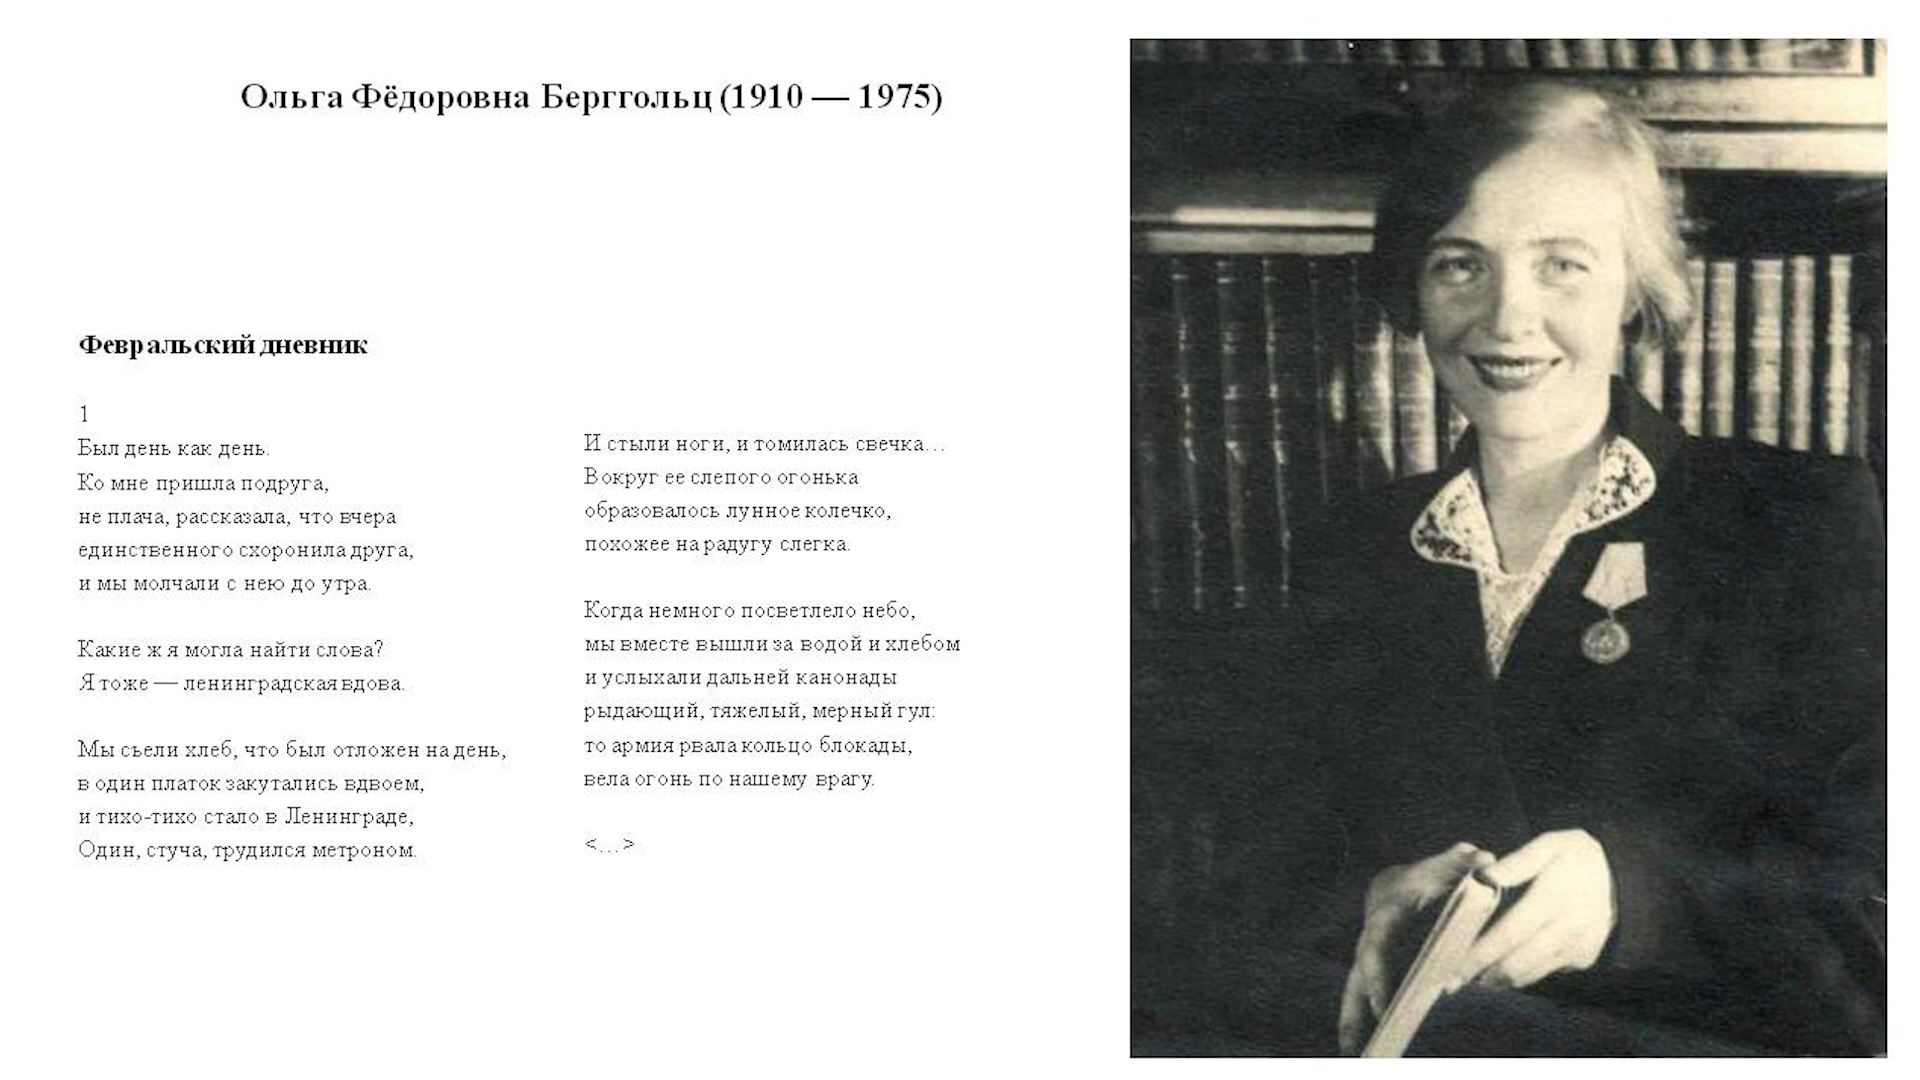 Ольга Фёдоровна Берггольц (1910 — 1975)
Февральский дневник
1
Был день как день.
Ко мне пришла подруга,
не плача, рассказала, что вчера
единственного схоронила друга,
и мы молчали с нею до утра.
Какие ж я могла найти слова?
Я тоже — ленинградская вдова.
Мы съели хлеб, что был отложен на день,
в один платок закутались вдвоем,
и тихо-тихо стало в Ленинграде,
Один, стуча, трудился метроном.
И стыли ноги, и томилась свечка…
Вокруг ее слепого огонька
образовалось лунное колечко,
похожее на радугу слегка.
Когда немного посветлело небо,
мы вместе вышли за водой и хлебом
и услыхали дальней канонады
рыдающий, тяжелый, мерный гул:
то армия рвала кольцо блокады,
вела огонь по нашему врагу.
<…>